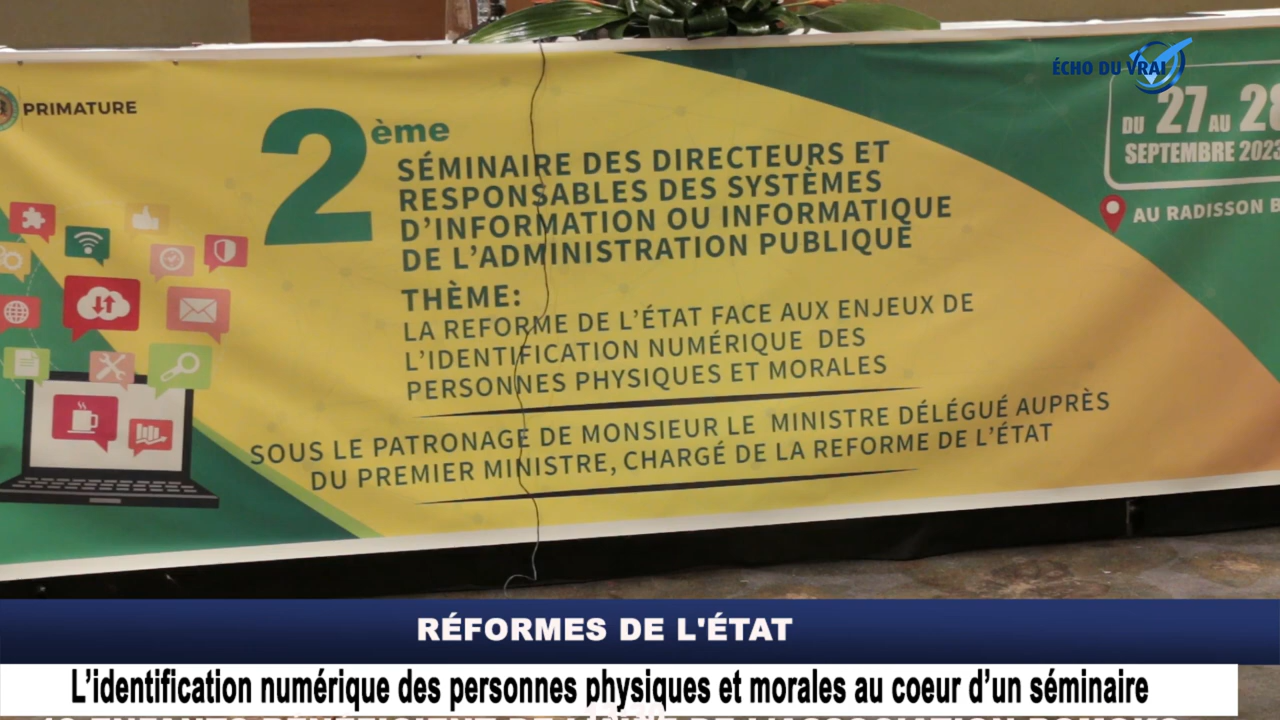 ÉCHO DU VRAI
PRIMATURE
DU 27 AU 28
SEPTEMBRE 2023
AU RADISSON B
2ème
SÉMINAIRE DES DIRECTEURS ET
RESPONSABLES DES SYSTÈMES
D'INFORMATION OU INFORMATIQUE
DE L'ADMINISTRATION PUBLIQUE
THÈME:
LA REFORME DE L'ÉTAT FACE AUX ENJEUX DE
L'IDENTIFICATION NUMÉRIQUE DES
PERSONNES PHYSIQUES ET MORALES
SOUS LE PATRONAGE DE MONSIEUR LE MINISTRE DÉLÉGUÉ AUPRÈS
DU PREMIER MINISTRE, CHARGÉ DE LA REFORME DE L'ÉTAT
RÉFORMES DE L'ÉTAT
L'identification numérique des personnes physiques et morales au coeur d'un séminaire